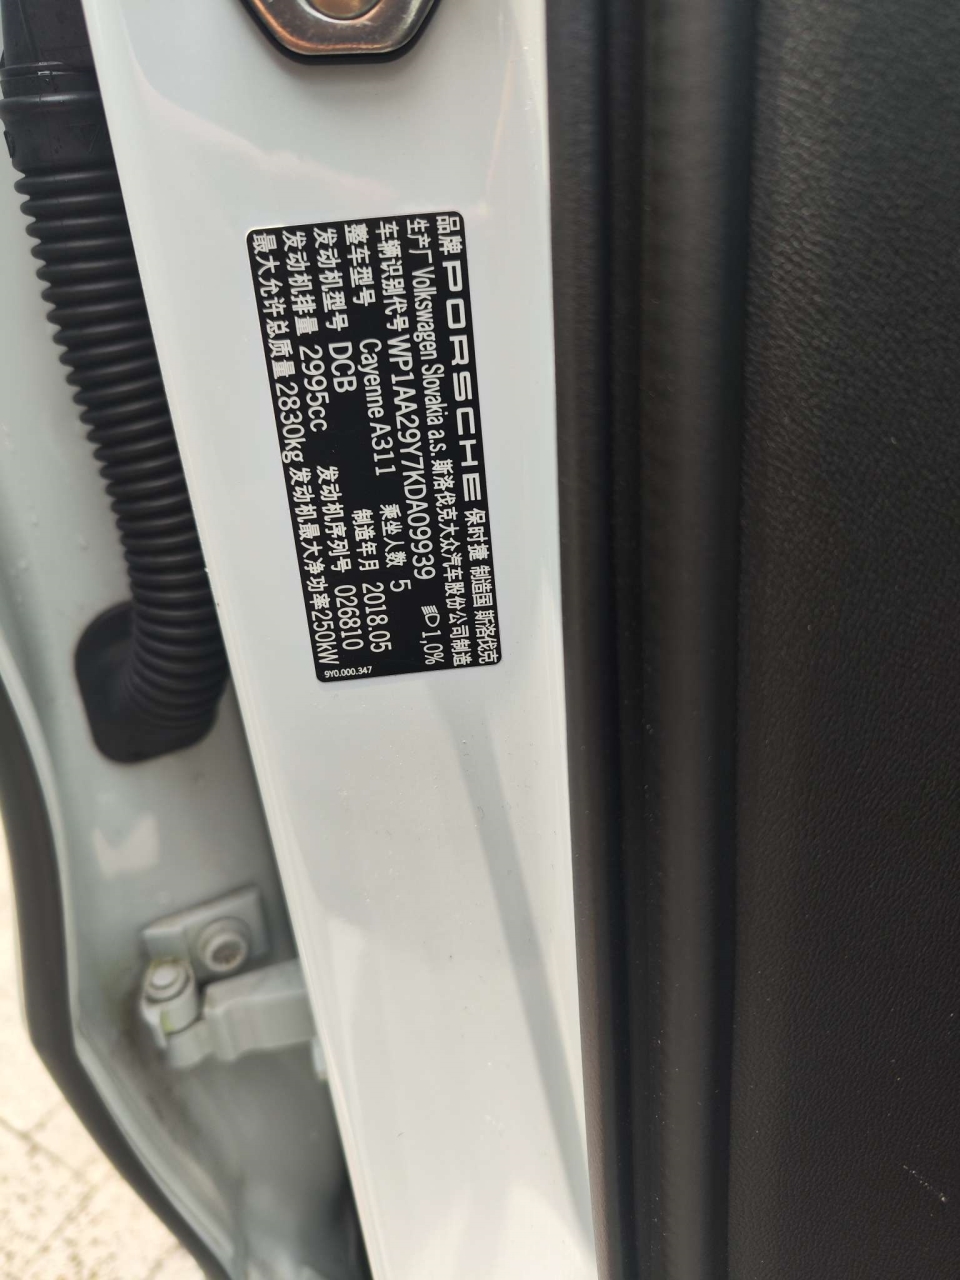 品牌 PORSCHE 保时捷 制造国 斯洛伐克
生产厂 Volkswagen Slovakia a.s. 斯洛伐克大众汽车股份公司制造
车辆识别代号 WP1AA29Y7KDA09939 1,0%
整车型号 Cayenne A311 乘坐人数 5
发动机型号 DCB 制造年月 2018.05
发动机排量 2995cc 发动机序列号 026810
最大允许总质量 2830kg 发动机最大净功率 250kW
9Y0.000.347